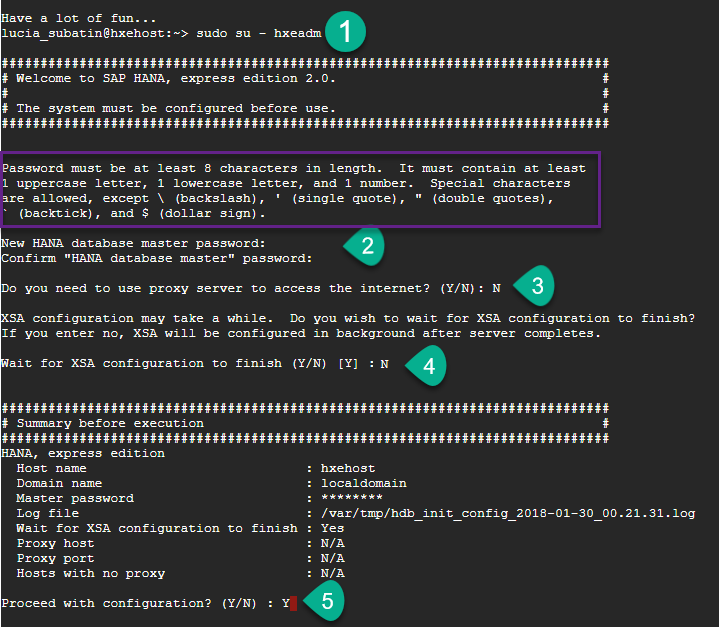 Have a lot of fun...
lucia_subatin@hxehost:~> sudo su - hxeadm 1
##############################################################################
# Welcome to SAP HANA, express edition 2.0. #
# #
# The system must be configured before use. #
##############################################################################
Password must be at least 8 characters in length. It must contain at least
1 uppercase letter, 1 lowercase letter, and 1 number. Special characters
are allowed, except \ (backslash), ' (single quote), " (double quotes),
` (backtick), and $ (dollar sign).
New HANA database master password: 2
Confirm "HANA database master" password:
Do you need to use proxy server to access the internet? (Y/N): N 3
XSA configuration may take a while. Do you wish to wait for XSA configuration to finish?
If you enter no, XSA will be configured in background after server completes.
Wait for XSA configuration to finish (Y/N) [Y] : N 4
##############################################################################
# Summary before execution #
##############################################################################
HANA, express edition
Host name : hxehost
Domain name : localdomain
Master password : ********
Log file : /var/tmp/hdb_init_config_2018-01-30_00.21.31.log
Wait for XSA configuration to finish : Yes
Proxy host : N/A
Proxy port : N/A
Hosts with no proxy : N/A
Proceed with configuration? (Y/N) : Y 5